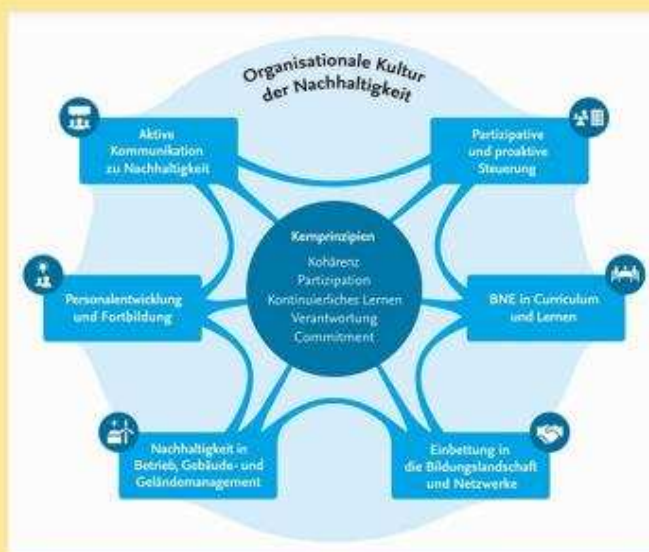 Organisationale Kultur
der Nachhaltigkeit
Aktive
Kommunikation
zu Nachhaltigkeit
Partizipative
und proaktive
Steuerung
Kernprinzipien
Kohärenz
Partizipation
Kontinuierliches Lernen
Verantwortung
Commitment
Personalentwicklung
und Fortbildung
BNE in Curriculum
und Lernen
Nachhaltigkeit in
Betrieb, Gebäude- und
Geländemanagement
Einbettung in
die Bildungslandschaft
und Netzwerke